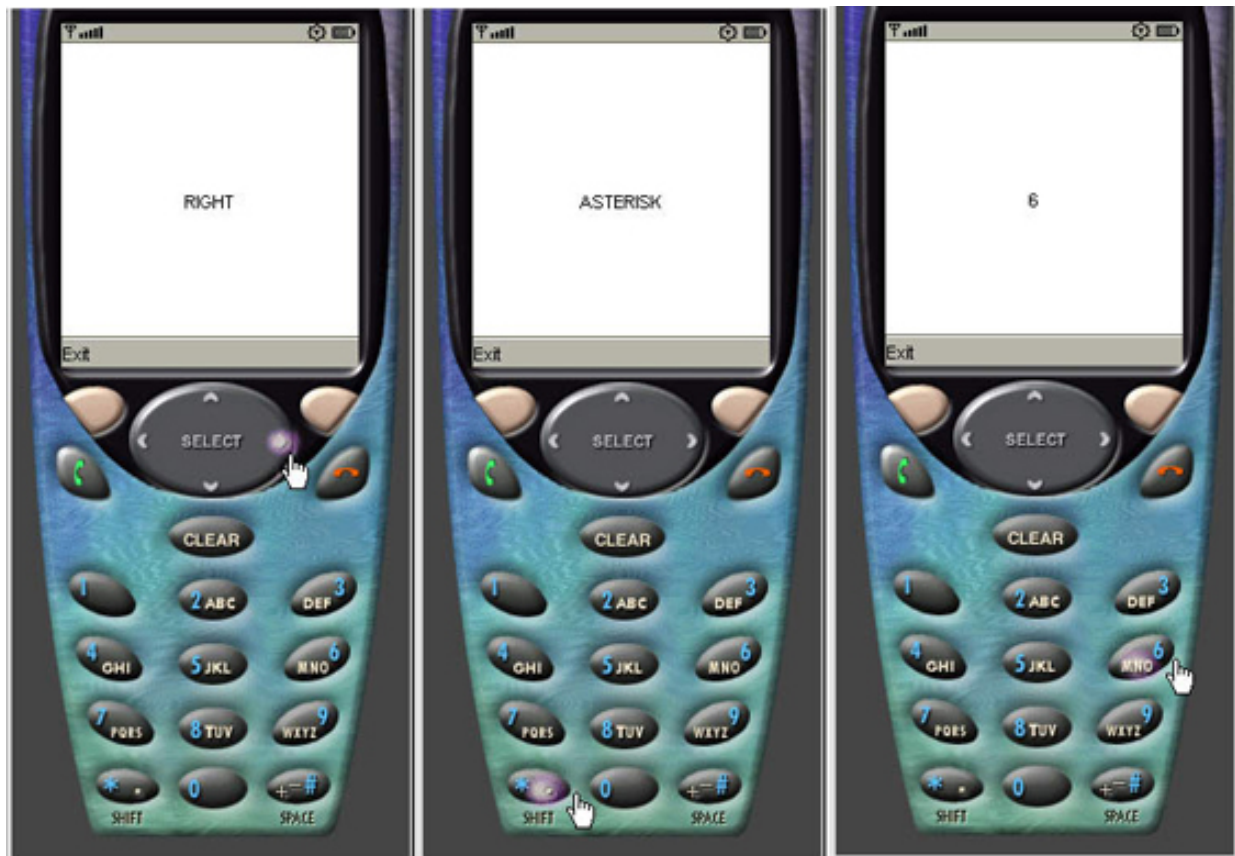 RIGHT
Exit
SELECT
CLEAR
1 2 ABC DEF 3
4 GHI 5 JKL MNO 6
7 PQRS 8 TUV WXYZ 9
* . 0 + - #
SHIFT SPACE
ASTERISK
Exit
SELECT
CLEAR
1 2 ABC DEF 3
4 GHI 5 JKL MNO 6
7 PQRS 8 TUV WXYZ 9
* . 0 + - #
SHIFT SPACE
6
Exit
SELECT
CLEAR
1 2 ABC DEF 3
4 GHI 5 JKL MNO 6
7 PQRS 8 TUV WXYZ 9
* . 0 + - #
SHIFT SPACE